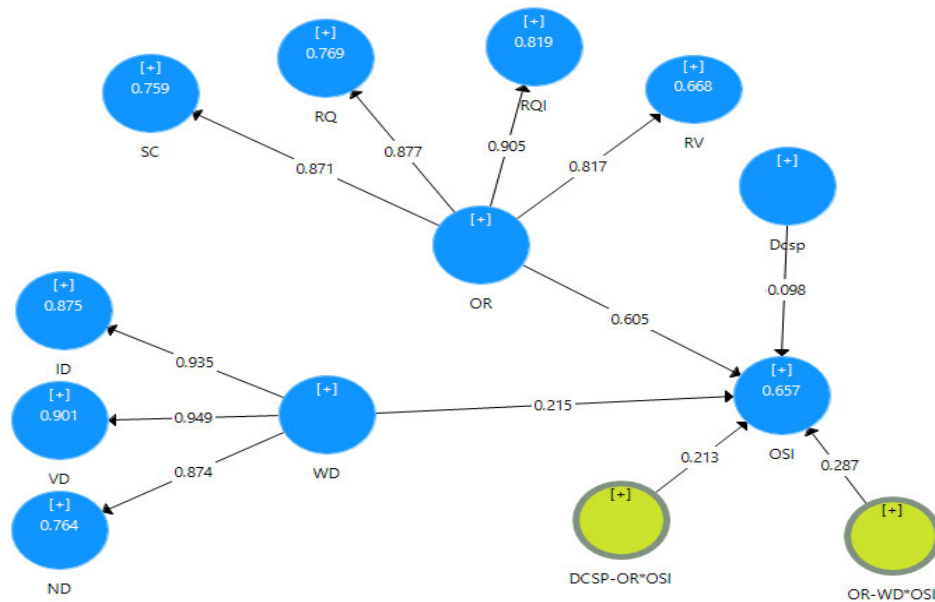 [+]
0.759
SC
[+]
0.769
RQ
[+]
0.819
RQI
[+]
0.668
RV
0.871
0.877
0.905
0.817
[+]
Dcsp
[+]
OR
-0.098
0.605
[+]
0.875
ID
0.935
[+]
0.901
VD
0.949
[+]
WD
0.215
[+]
0.657
OSI
0.874
[+]
0.764
ND
0.213
0.287
[+]
DCSP-OR*OSI
[+]
OR-WD*OSI